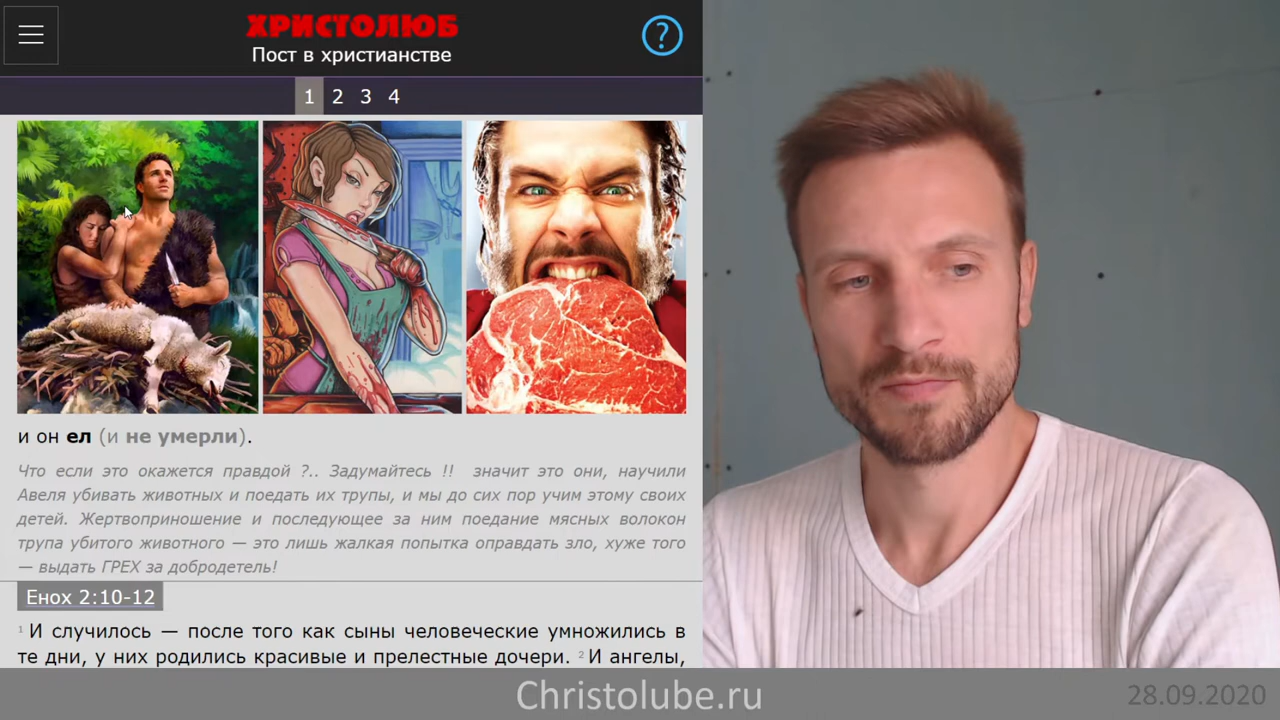 ХРИСТОЛЮБ
Пост в христианстве
?
1 2 3 4
и он ел (и не умерли).
Что если это окажется правдой ?.. Задумайтесь !! значит это они, научили
Авеля убивать животных и поедать их трупы, и мы до сих пор учим этому своих
детей. Жертвоприношение и последующее за ним поедание мясных волокон
трупа убитого животного — это лишь жалкая попытка оправдать зло, хуже того
— выдать ГРЕХ за добродетель!
Енох 2:10-12
1 И случилось — после того как сыны человеческие умножились в
те дни, у них родились красивые и прелестные дочери. 2 И ангелы,
Christolube.ru
28.09.2020